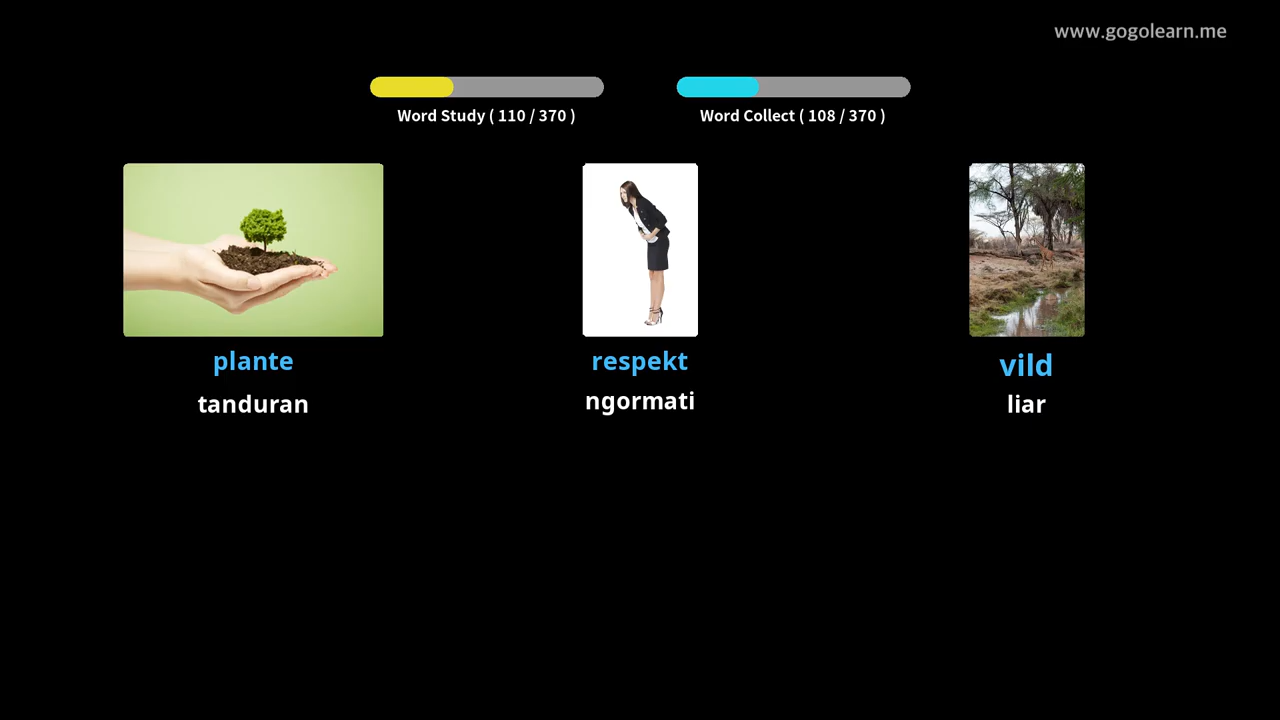 www.gogolearn.me
Word Study ( 110 / 370 )
Word Collect ( 108 / 370 )
plante
respekt
vild
tanduran
ngormati
liar